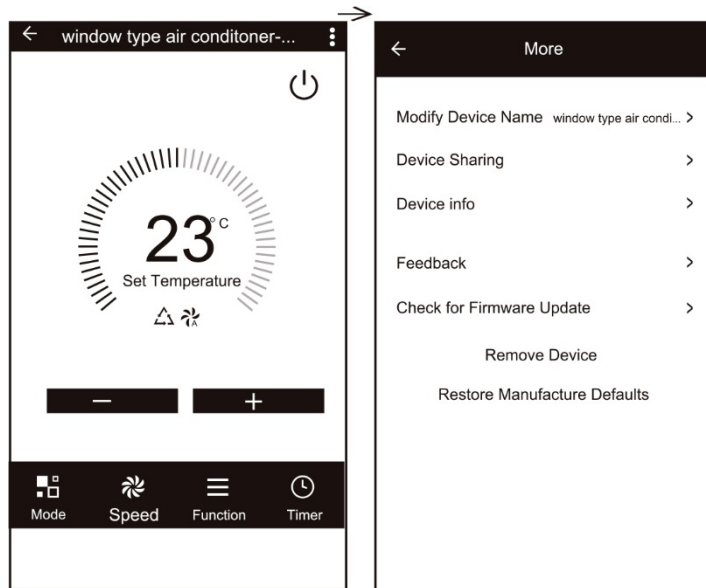 window type air conditoner-...
23°C
Set Temperature
A
Mode Speed Function Timer
More
Modify Device Name window type air condi...
Device Sharing
Device info
Feedback
Check for Firmware Update
Remove Device
Restore Manufacture Defaults